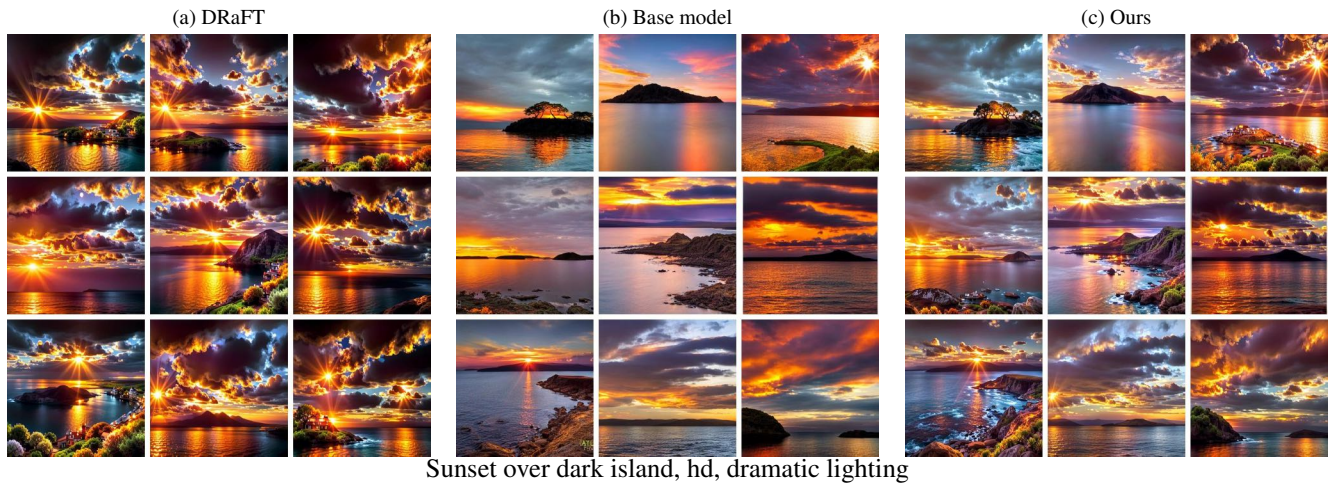 (a) DRaFT
(b) Base model
(c) Ours
Sunset over dark island, hd, dramatic lighting